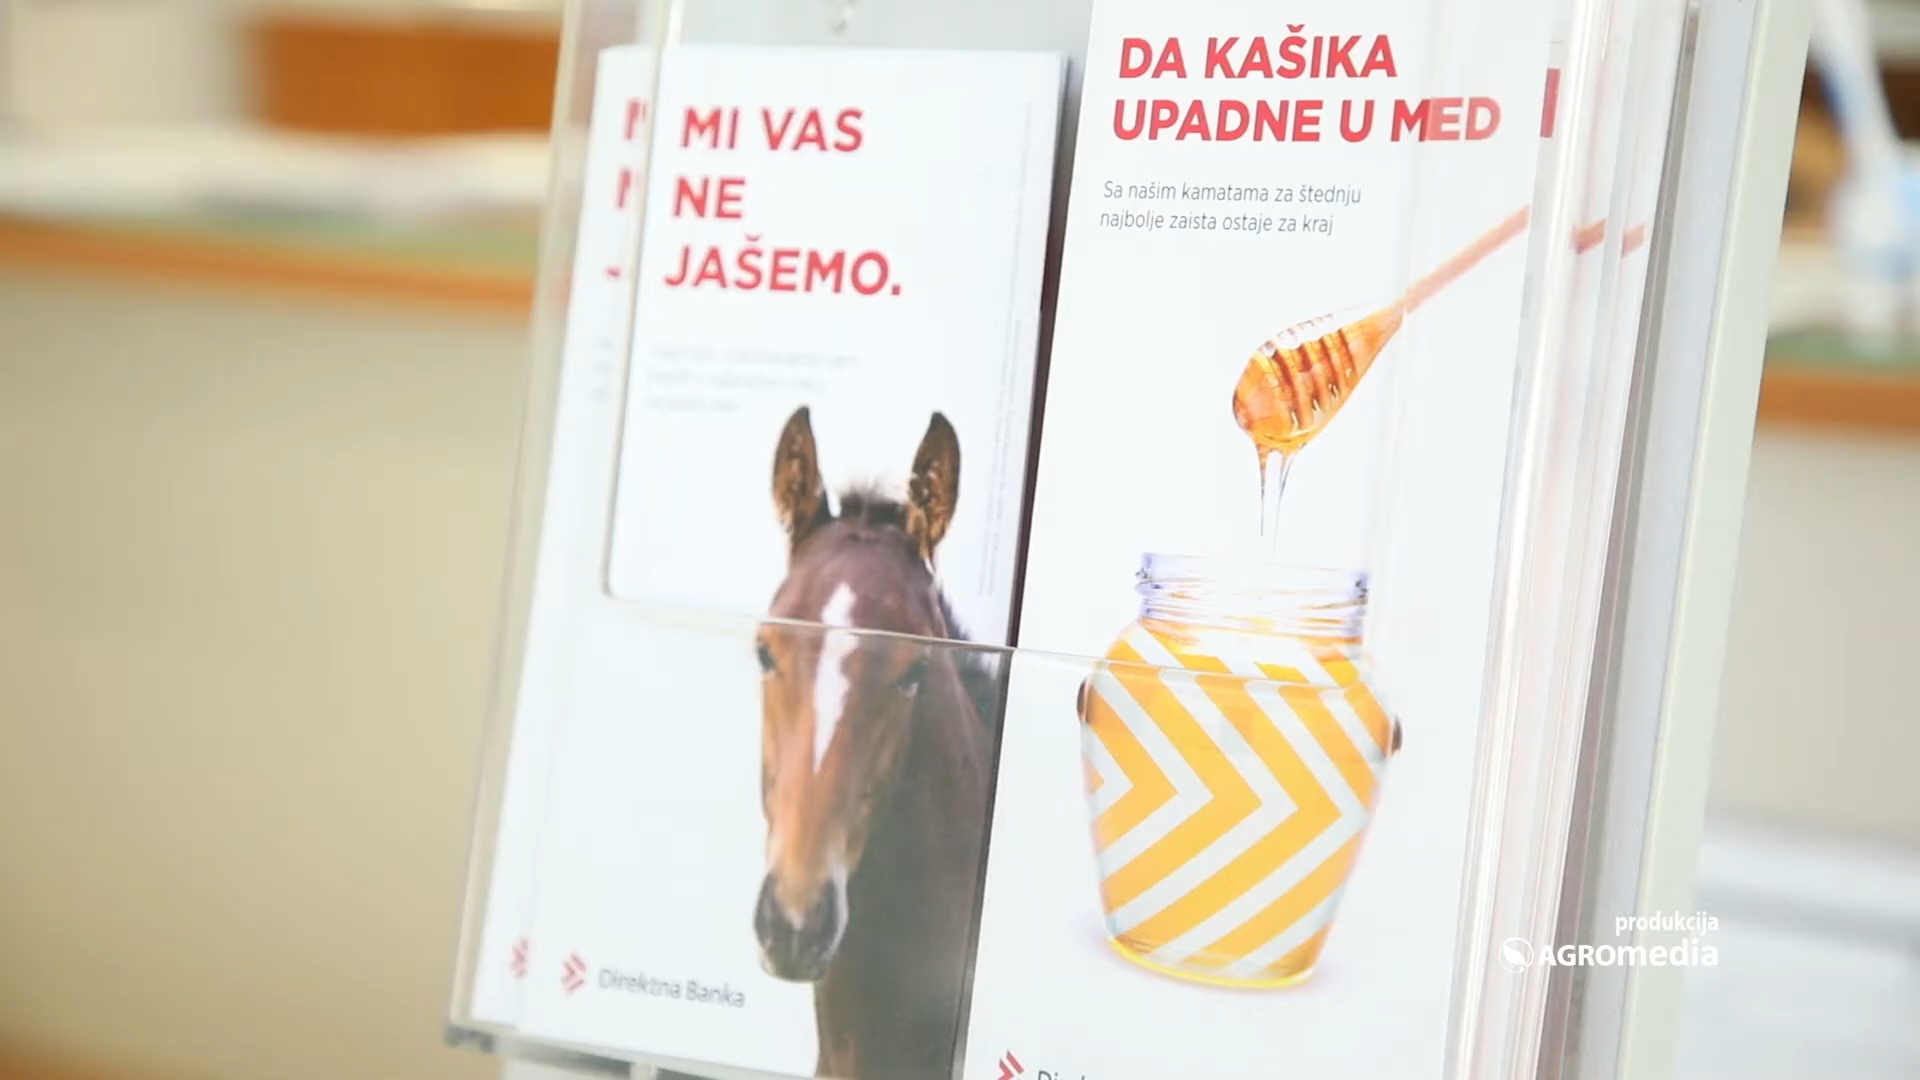 MI VAS
NE
JAŠEMO.
Direktna Banka
DA KAŠIKA
UPADNE U MED
Sa našim kamatama za štednju
najbolje zaista ostaje za kraj
produkcija
AGROmedia